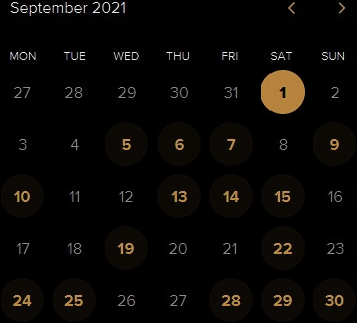 September 2021 < >
MON TUE WED THU FRI SAT SUN
27 28 29 30 31 1 2
3 4 5 6 7 8 9
10 11 12 13 14 15 16
17 18 19 20 21 22 23
24 25 26 27 28 29 30